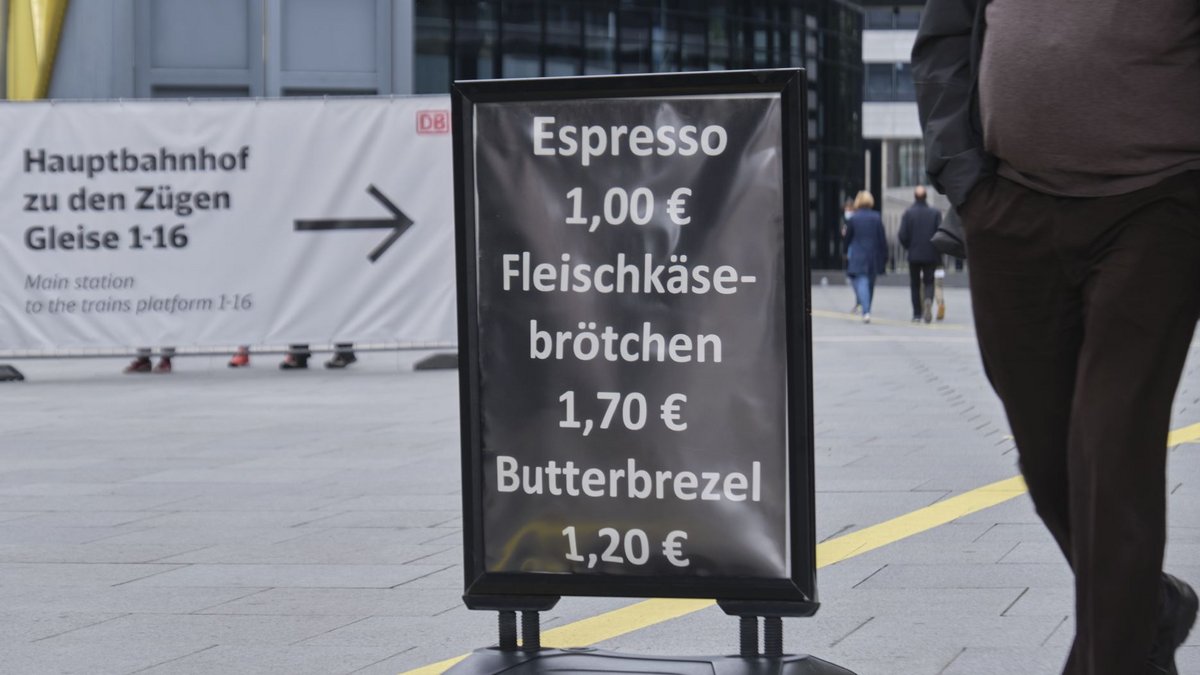 DB
Hauptbahnhof
zu den Zügen
Gleise 1-16
Main station
to the trains platform 1-16
Espresso
1,00 €
Fleischkäse-
brötchen
1,70 €
Butterbrezel
1,20 €